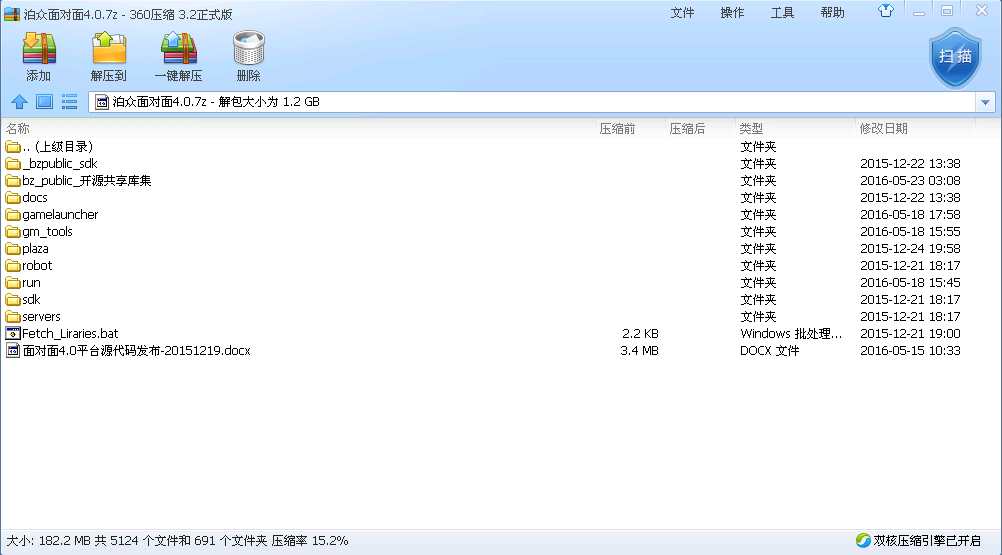 泊众面对面4.0.7z - 360压缩 3.2正式版
文件 操作 工具 帮助
添加 解压到 一键解压 删除
扫描
泊众面对面4.0.7z - 解包大小为 1.2 GB
名称 压缩前 压缩后 类型 修改日期
.. (上级目录) 文件夹
_bzpublic_sdk 文件夹 2015-12-22 13:38
bz_public_开源共享库集 文件夹 2016-05-23 03:08
docs 文件夹 2015-12-22 13:38
gamelauncher 文件夹 2016-05-18 17:58
gm_tools 文件夹 2016-05-18 15:55
plaza 文件夹 2015-12-24 19:58
robot 文件夹 2015-12-21 18:17
run 文件夹 2016-05-18 15:45
sdk 文件夹 2015-12-21 18:17
servers 文件夹 2015-12-21 18:17
Fetch_Liraries.bat 2.2 KB Windows 批处理... 2015-12-21 19:00
面对面4.0平台源代码发布-20151219.docx 3.4 MB DOCX 文件 2016-05-15 10:33
大小: 182.2 MB 共 5124 个文件和 691 个文件夹 压缩率 15.2%
双核压缩引擎已开启